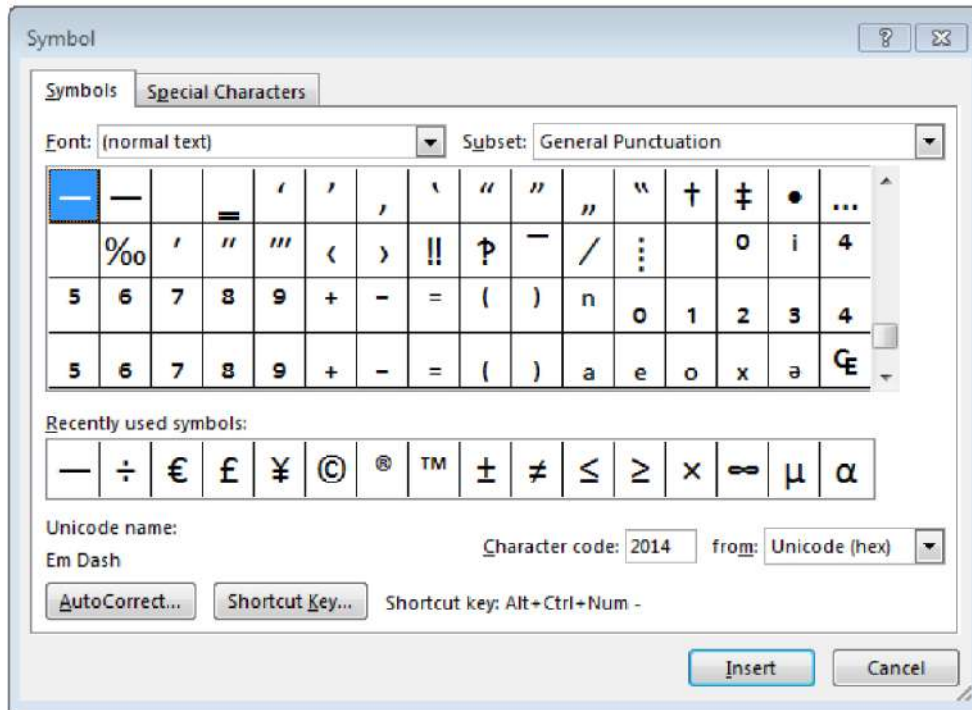 Symbol
Symbols Special Characters
Font: (normal text) Subset: General Punctuation
— ― ‗ ‘ ’ ‚ ‛ “ ” „ ‟ † ‡ • …
‰ ′ ″ ‴ ‹ › ‼ ‽ ‾ ⁄ ⁞ ⁰ ⁱ ⁴
⁵ ⁶ ⁷ ⁸ ⁹ ⁺ ⁻ ⁼ ⁽ ⁾ ⁿ ₀ ₁ ₂ ₃ ₄
₅ ₆ ₇ ₈ ₉ ₊ ₋ ₌ ₍ ₎ ₐ ₑ ₒ ₓ ₔ ₠
Recently used symbols:
— ÷ € £ ¥ © ® ™ ± ≠ ≤ ≥ × ∞ µ α
Unicode name:
Em Dash
Character code: 2014 from: Unicode (hex)
AutoCorrect... Shortcut Key... Shortcut key: Alt+Ctrl+Num -
Insert Cancel